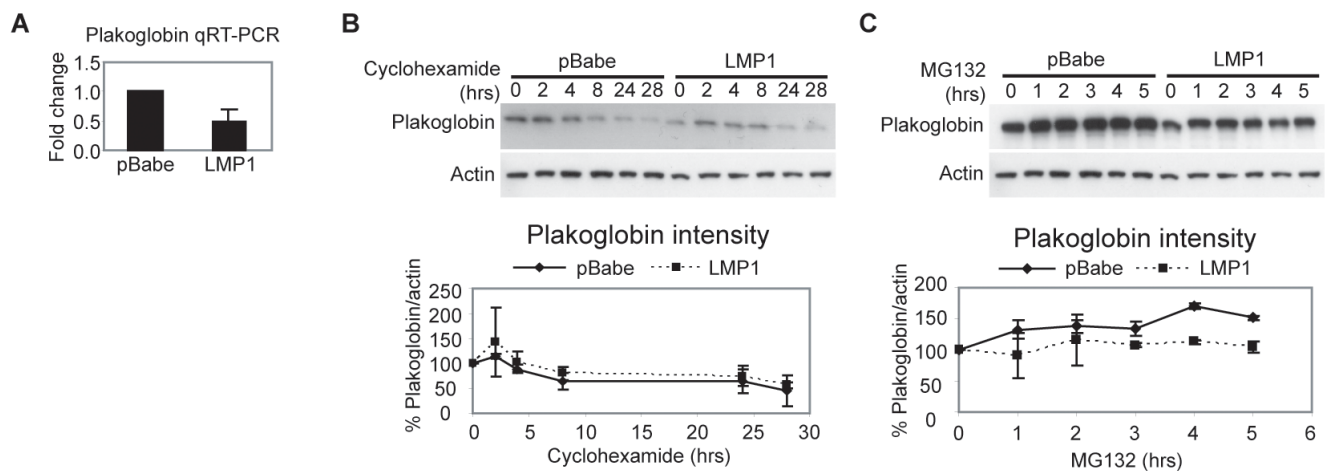 A
Plakoglobin qRT-PCR
Fold change
1.5
1.0
0.5
0.0
pBabe LMP1
B
Cyclohexamide (hrs)
pBabe LMP1
0 2 4 8 24 28 0 2 4 8 24 28
Plakoglobin
Actin
Plakoglobin intensity
pBabe LMP1
% Plakoglobin/actin
250
200
150
100
50
0
0 5 10 15 20 25 30
Cyclohexamide (hrs)
C
MG132 (hrs)
pBabe LMP1
0 1 2 3 4 5 0 1 2 3 4 5
Plakoglobin
Actin
Plakoglobin intensity
pBabe LMP1
% Plakoglobin/actin
200
150
100
50
0
0 1 2 3 4 5 6
MG132 (hrs)